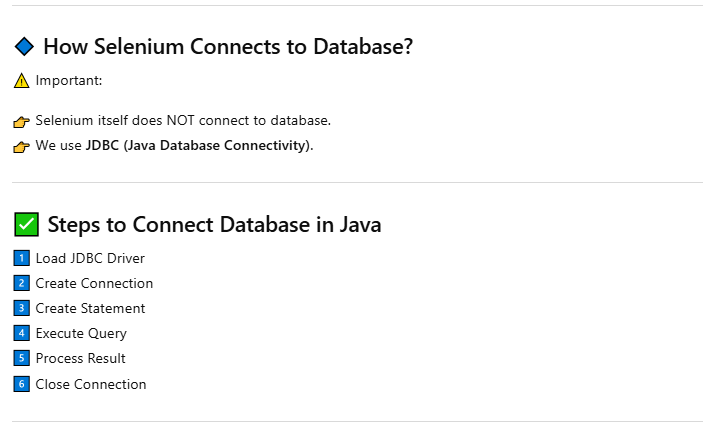 🔷 How Selenium Connects to Database?
⚠️ Important:
👉 Selenium itself does NOT connect to database.
👉 We use JDBC (Java Database Connectivity).
✅ Steps to Connect Database in Java
1️⃣ Load JDBC Driver
2️⃣ Create Connection
3️⃣ Create Statement
4️⃣ Execute Query
5️⃣ Process Result
6️⃣ Close Connection